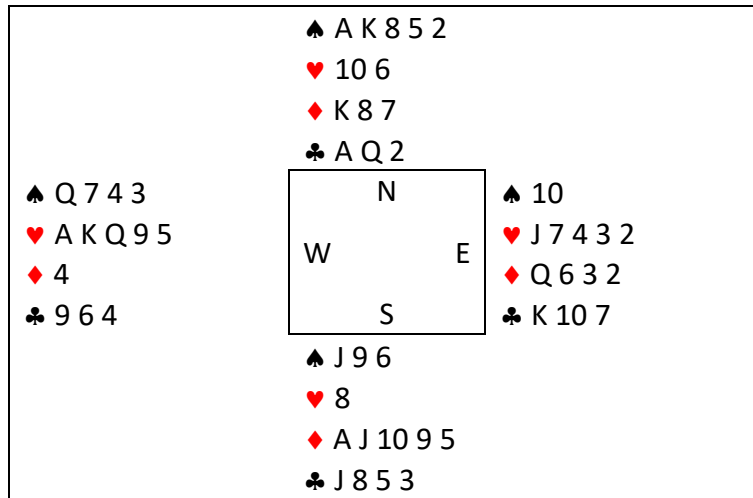 ♠ A K 8 5 2
♥ 10 6
♦ K 8 7
♣ A Q 2
♠ Q 7 4 3
♥ A K Q 9 5
♦ 4
♣ 9 6 4
N
W E
S
♠ 10
♥ J 7 4 3 2
♦ Q 6 3 2
♣ K 10 7
♠ J 9 6
♥ 8
♦ A J 10 9 5
♣ J 8 5 3